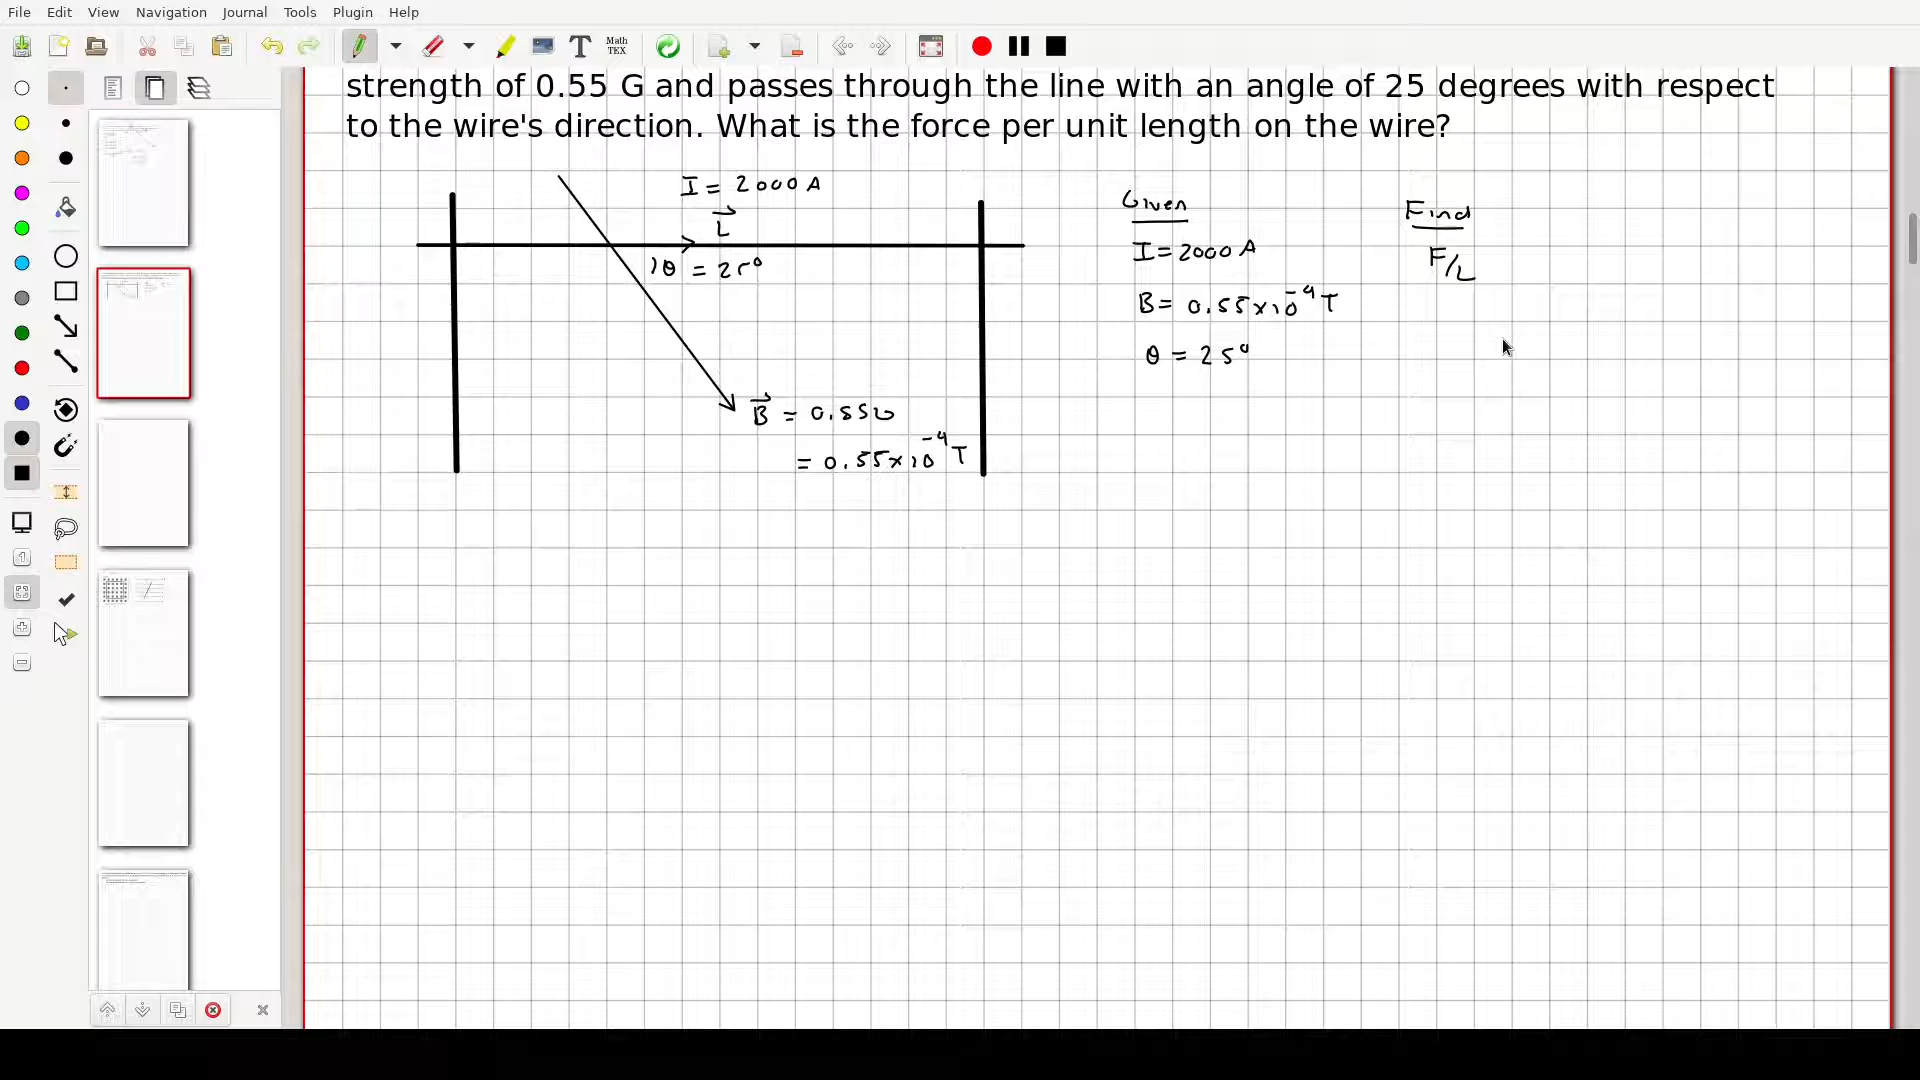 File Edit View Navigation Journal Tools Plugin Help
Math
TEX
strength of 0.55 G and passes through the line with an angle of 25 degrees with respect
to the wire's direction. What is the force per unit length on the wire?
I = 2000 A
L
θ = 25°
B = 0.55G
= 0.55×10⁻⁴ T
Given
I = 2000 A
B = 0.55×10⁻⁴ T
θ = 25°
Find
F/L